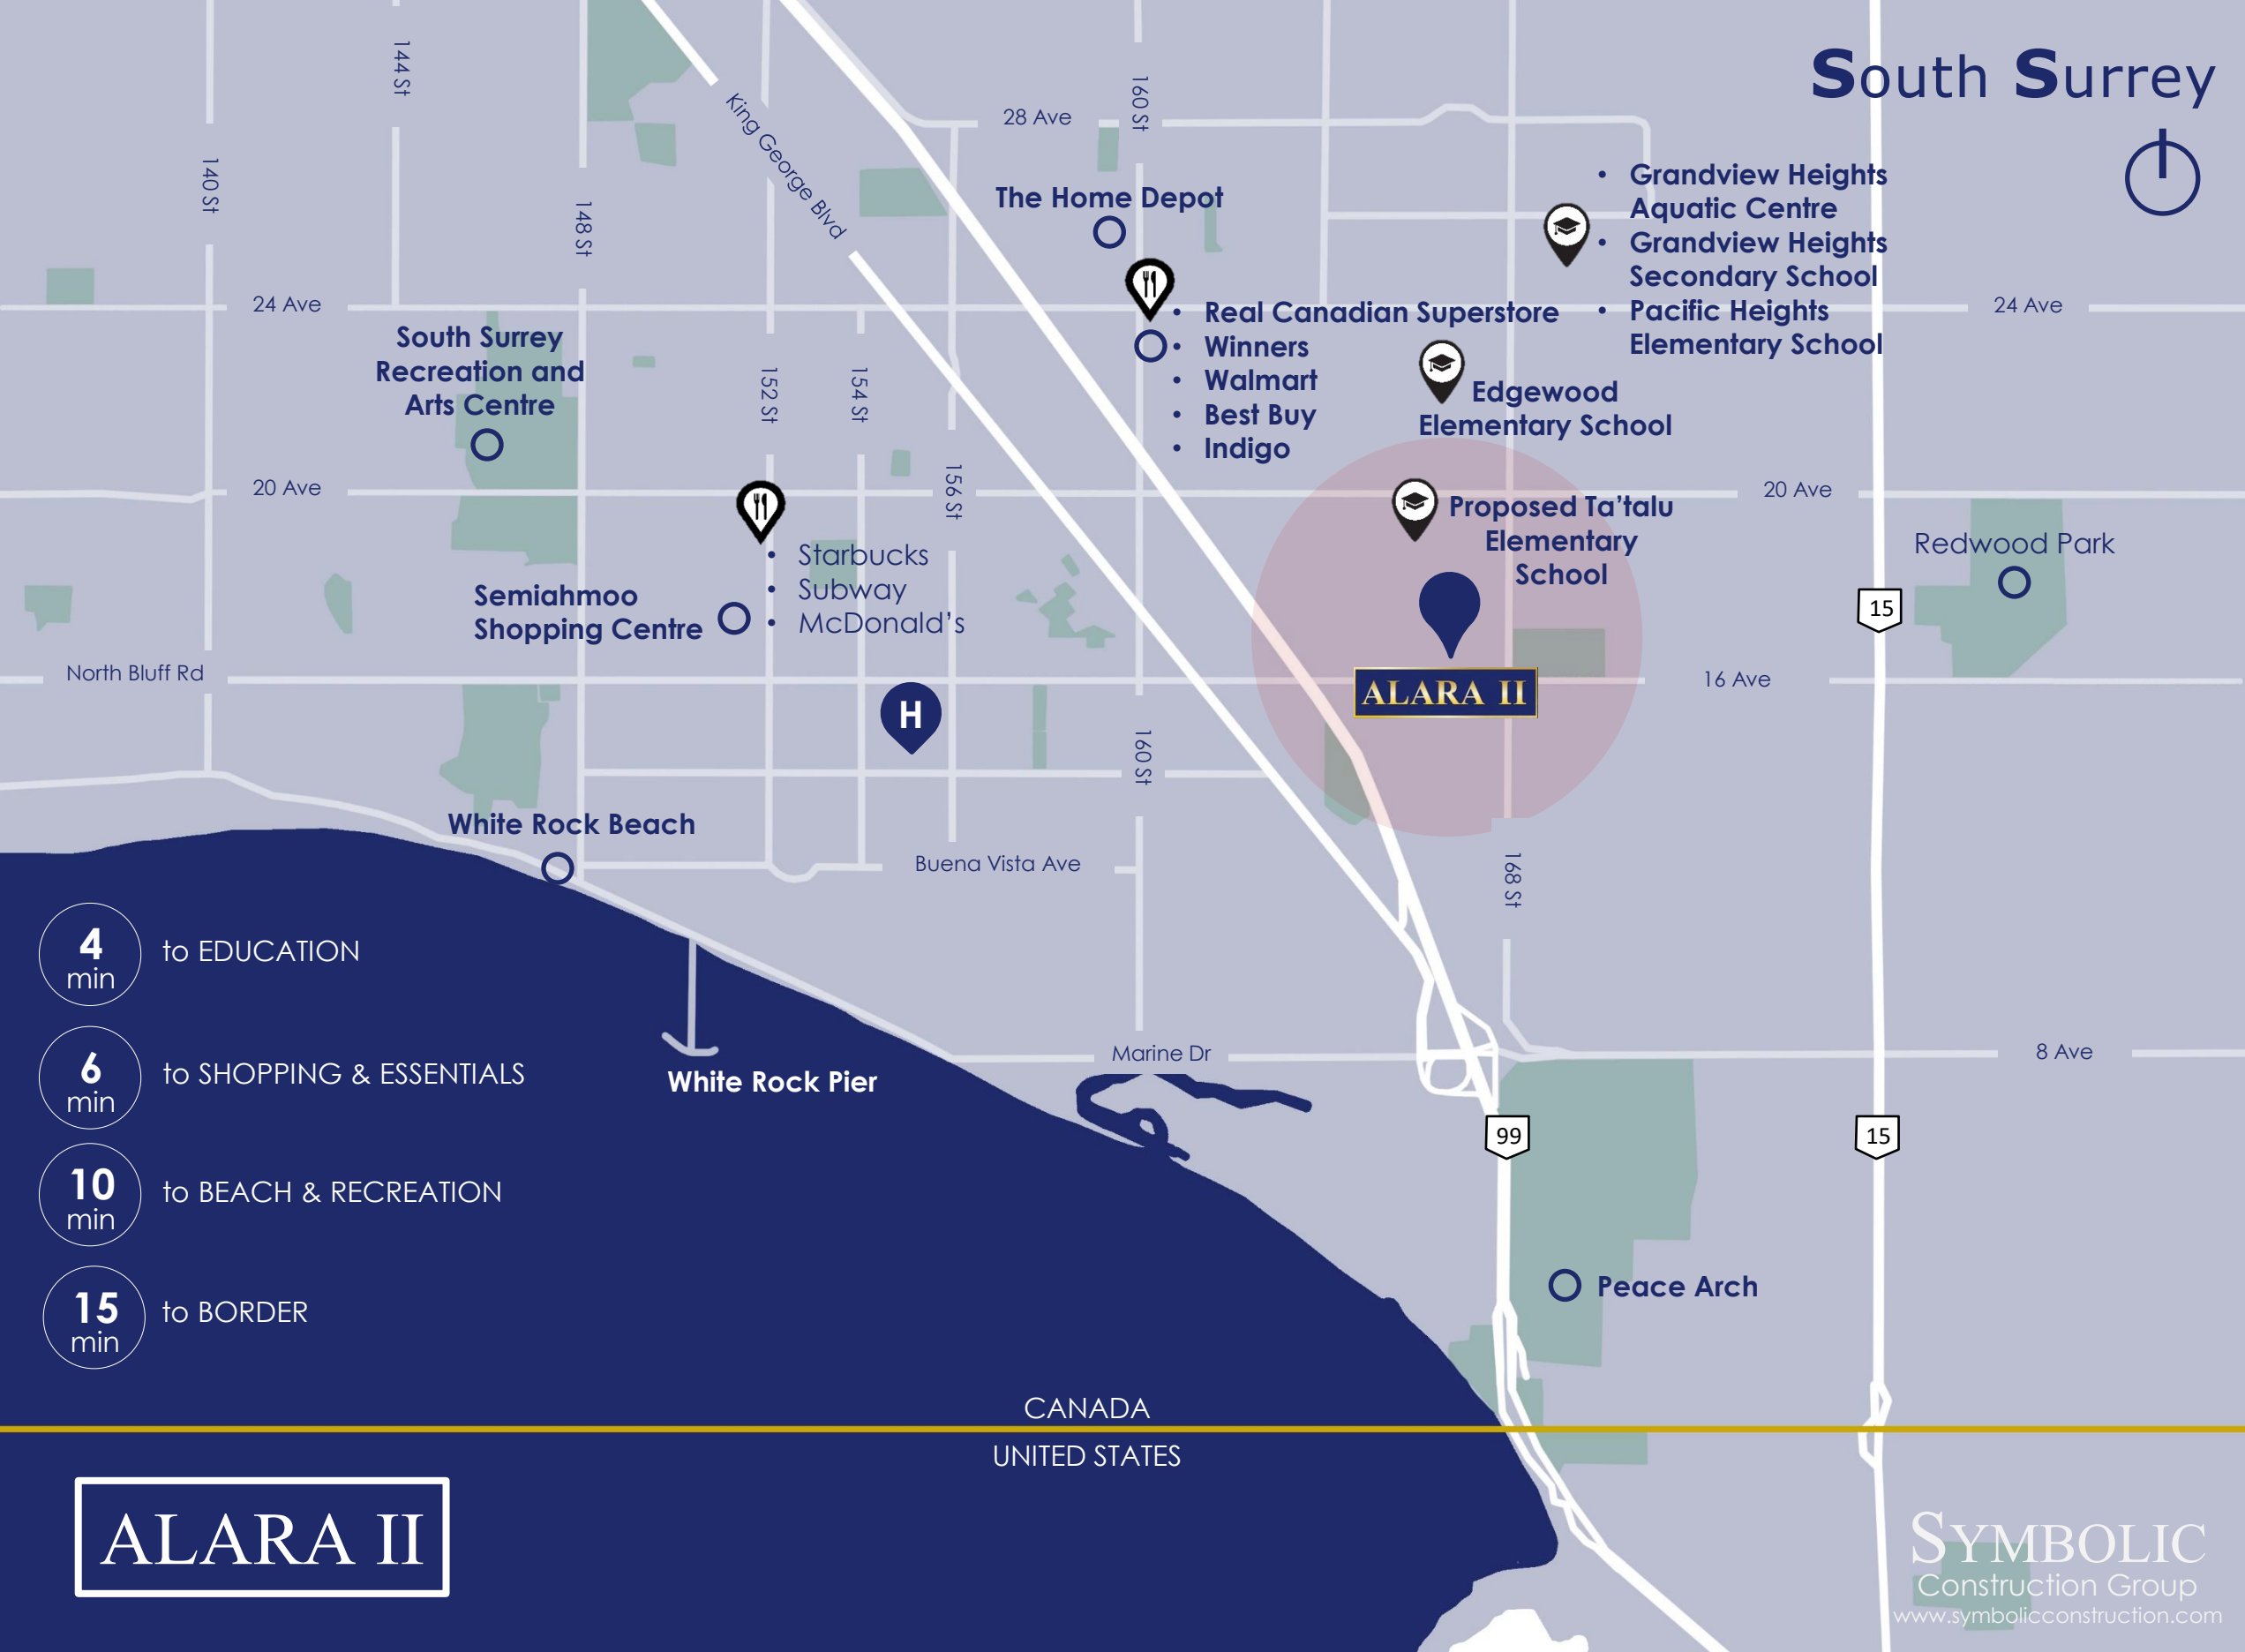 South Surrey
144 St
140 St
148 St
King George Blvd
28 Ave
160 St
The Home Depot
• Grandview Heights
Aquatic Centre
• Grandview Heights
Secondary School
• Pacific Heights
Elementary School
24 Ave
24 Ave
South Surrey
Recreation and
Arts Centre
152 St
154 St
• Real Canadian Superstore
• Winners
• Walmart
• Best Buy
• Indigo
Edgewood
Elementary School
20 Ave
156 St
20 Ave
Proposed Ta’talu
Elementary
School
• Starbucks
• Subway
• McDonald’s
Semiahmoo
Shopping Centre
Redwood Park
15
North Bluff Rd
16 Ave
ALARA II
H
160 St
White Rock Beach
Buena Vista Ave
168 St
4
min
to EDUCATION
6
min
to SHOPPING & ESSENTIALS
White Rock Pier
Marine Dr
8 Ave
99
15
10
min
to BEACH & RECREATION
15
min
to BORDER
Peace Arch
CANADA
UNITED STATES
ALARA II
SYMBOLIC
Construction Group
www.symbolicconstruction.com